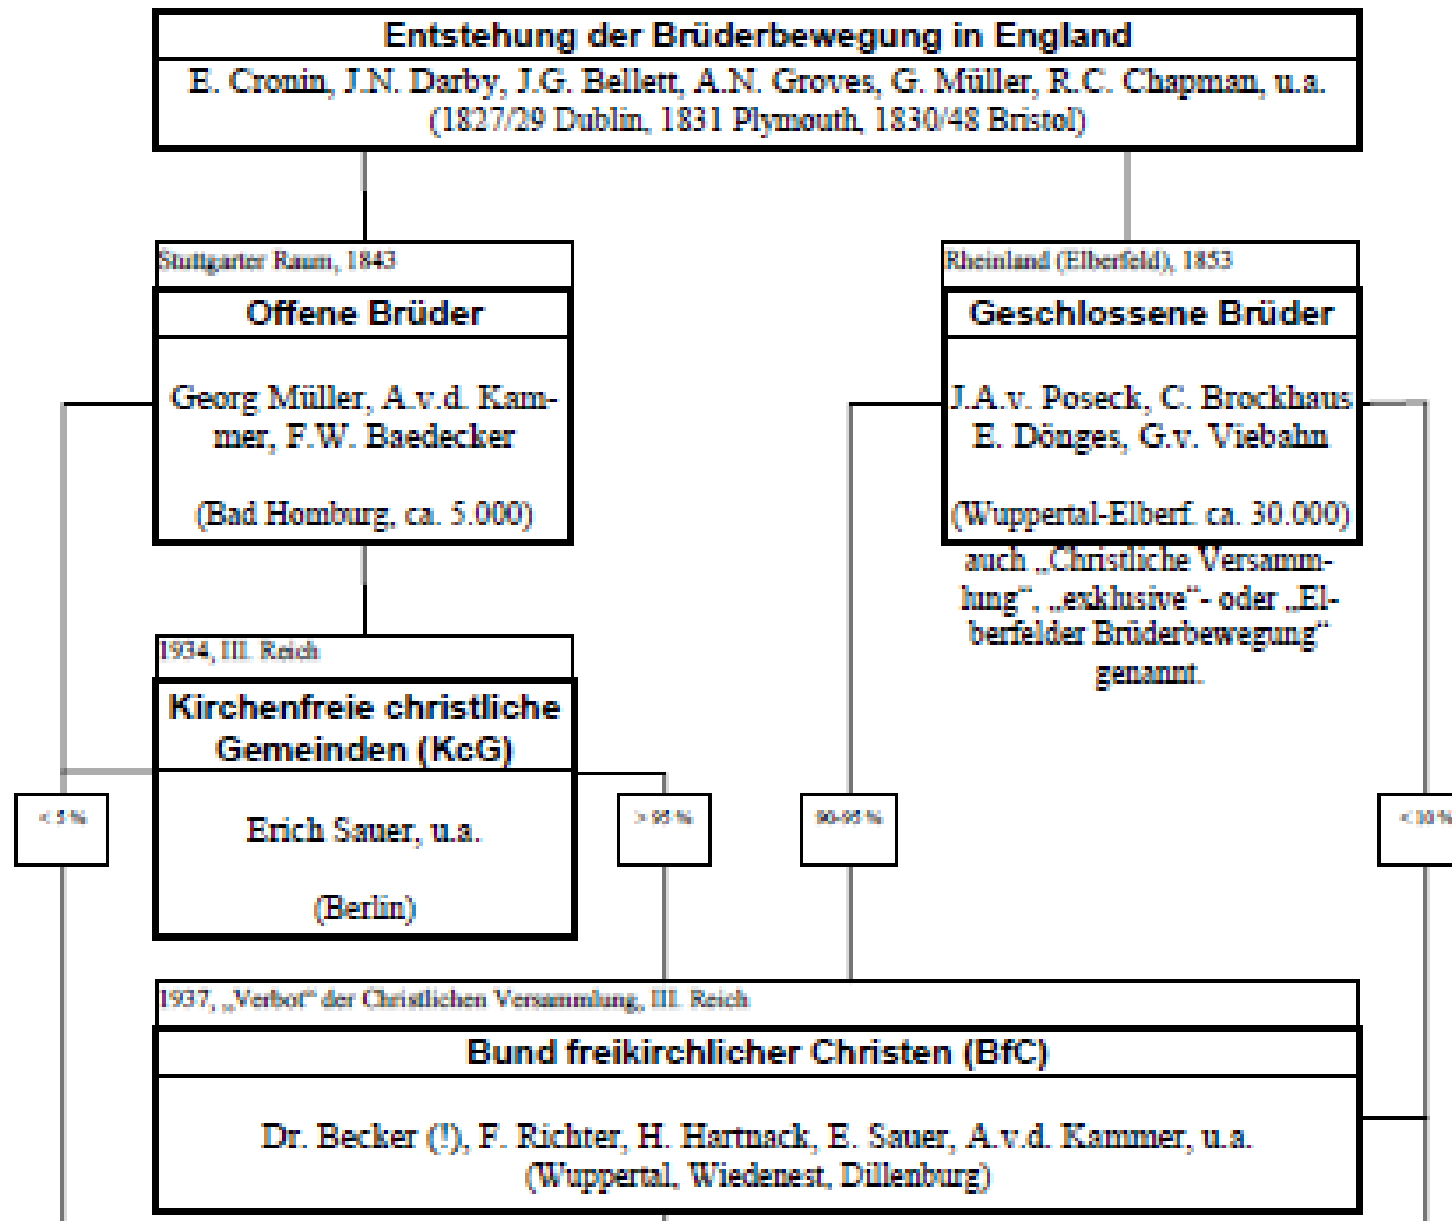 Entstehung der Brüderbewegung in England
E. Cronin, J.N. Darby, J.G. Bellett, A.N. Groves, G. Müller, R.C. Chapman, u.a.
(1827/29 Dublin, 1831 Plymouth, 1830/48 Bristol)
Stuttgarter Raum, 1843
Offene Brüder
Georg Müller, A.v.d. Kam-
mer, F.W. Baedecker
(Bad Homburg, ca. 5.000)
Rheinland (Elberfeld), 1853
Geschlossene Brüder
J.A.v. Poseck, C. Brockhaus
E. Dönges, G.v. Viebahn
(Wuppertal-Elberf. ca. 30.000)
auch „Christliche Versamm-
lung“, „exklusive“- oder „El-
berfelder Brüderbewegung“
genannt.
1934, III. Reich
Kirchenfreie christliche
Gemeinden (KcG)
Erich Sauer, u.a.
(Berlin)
< 5 %
> 95 %
90-95 %
< 10 %
1937, „Verbot“ der Christlichen Versammlung, III. Reich
Bund freikirchlicher Christen (BfC)
Dr. Becker (!), F. Richter, H. Hartnack, E. Sauer, A.v.d. Kammer, u.a.
(Wuppertal, Wiedenest, Dillenburg)